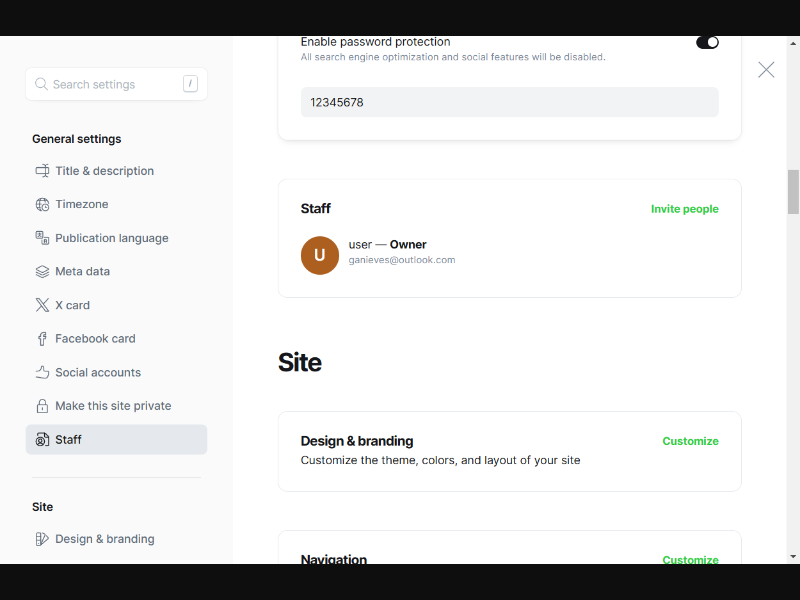 Search settings
/
General settings
Title & description
Timezone
Publication language
Meta data
X card
Facebook card
Social accounts
Make this site private
Staff
Site
Design & branding
Enable password protection
All search engine optimization and social features will be disabled.
12345678
Staff
Invite people
U
user — Owner
ganieves@outlook.com
Site
Design & branding
Customize
Customize the theme, colors, and layout of your site
Navigation
Customize